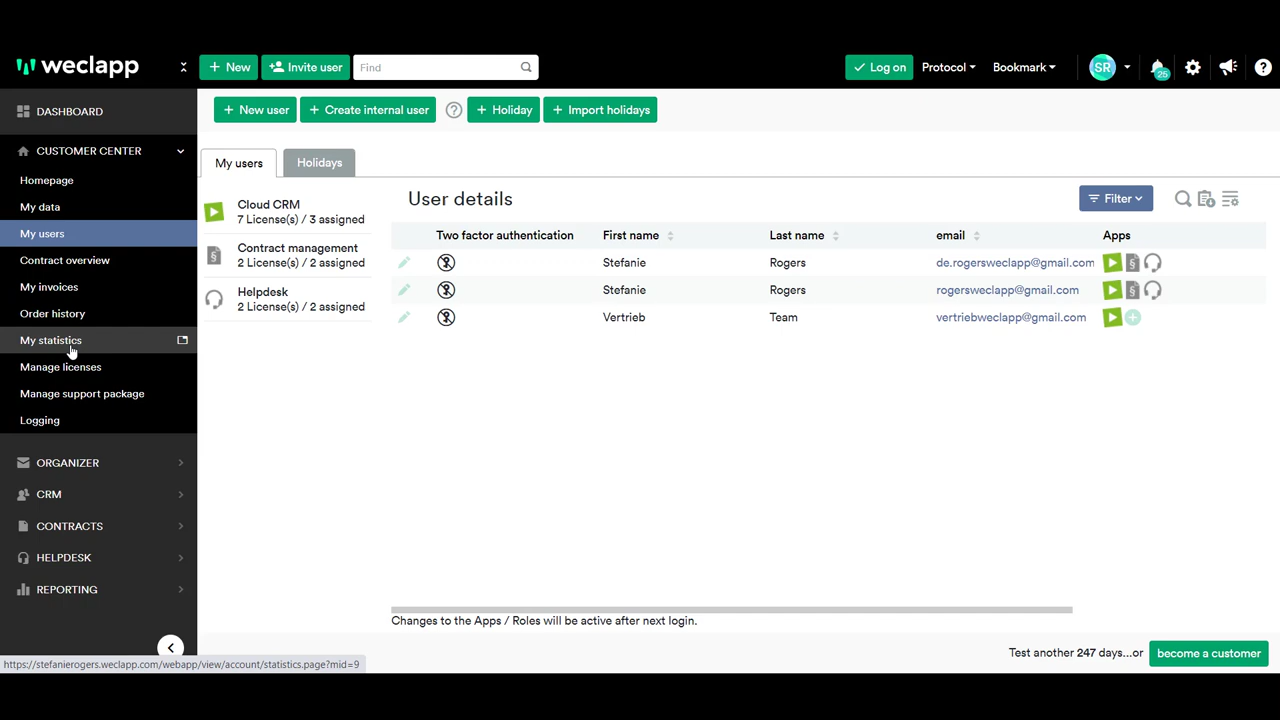 weclapp
+ New
Invite user
Find
Log on
Protocol
Bookmark
SR
25
DASHBOARD
CUSTOMER CENTER
Homepage
My data
My users
Contract overview
My invoices
Order history
My statistics
Manage licenses
Manage support package
Logging
ORGANIZER
CRM
CONTRACTS
HELPDESK
REPORTING
+ New user
+ Create internal user
?
+ Holiday
+ Import holidays
My users
Holidays
Cloud CRM
7 License(s) / 3 assigned
Contract management
2 License(s) / 2 assigned
Helpdesk
2 License(s) / 2 assigned
User details
Filter
Two factor authentication First name Last name email Apps
Stefanie Rogers de.rogersweclapp@gmail.com §
Stefanie Rogers rogersweclapp@gmail.com §
Vertrieb Team vertriebweclapp@gmail.com
Changes to the Apps / Roles will be active after next login.
Test another 247 days...or become a customer
https://stefanierogers.weclapp.com/webapp/view/account/statistics.page?mid=9